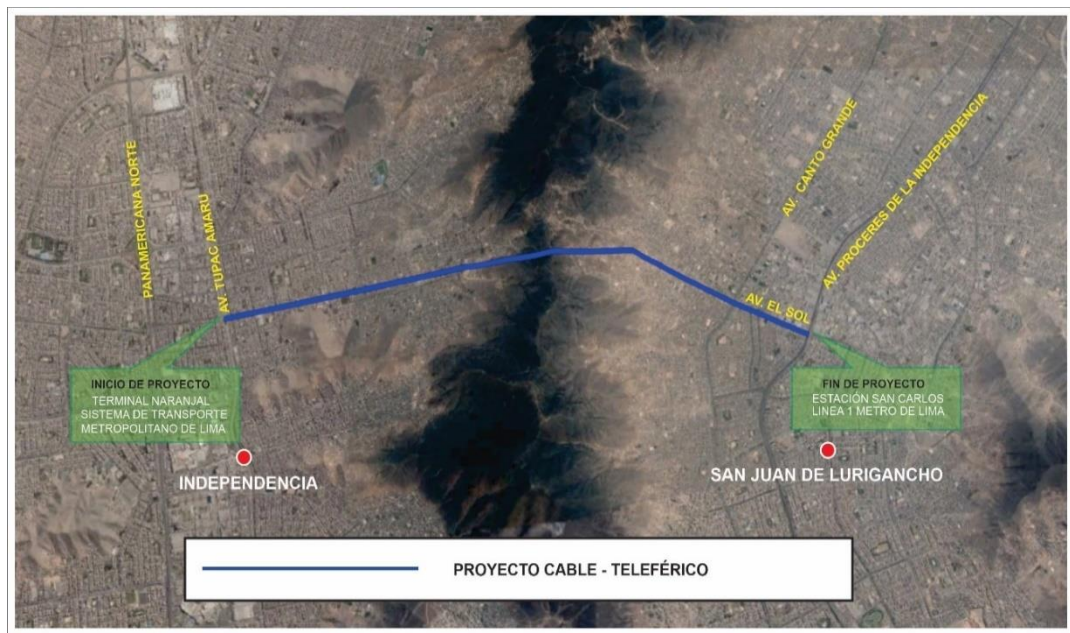 PANAMERICANA NORTE
AV. TUPAC AMARU
AV. CANTO GRANDE
AV. PROCERES DE LA INDEPENDENCIA
AV. EL SOL
INICIO DE PROYECTO
TERMINAL NARANJAL
SISTEMA DE TRANSPORTE
METROPOLITANO DE LIMA
FIN DE PROYECTO
ESTACIÓN SAN CARLOS
LINEA 1 METRO DE LIMA
INDEPENDENCIA
SAN JUAN DE LURIGANCHO
PROYECTO CABLE - TELEFÉRICO